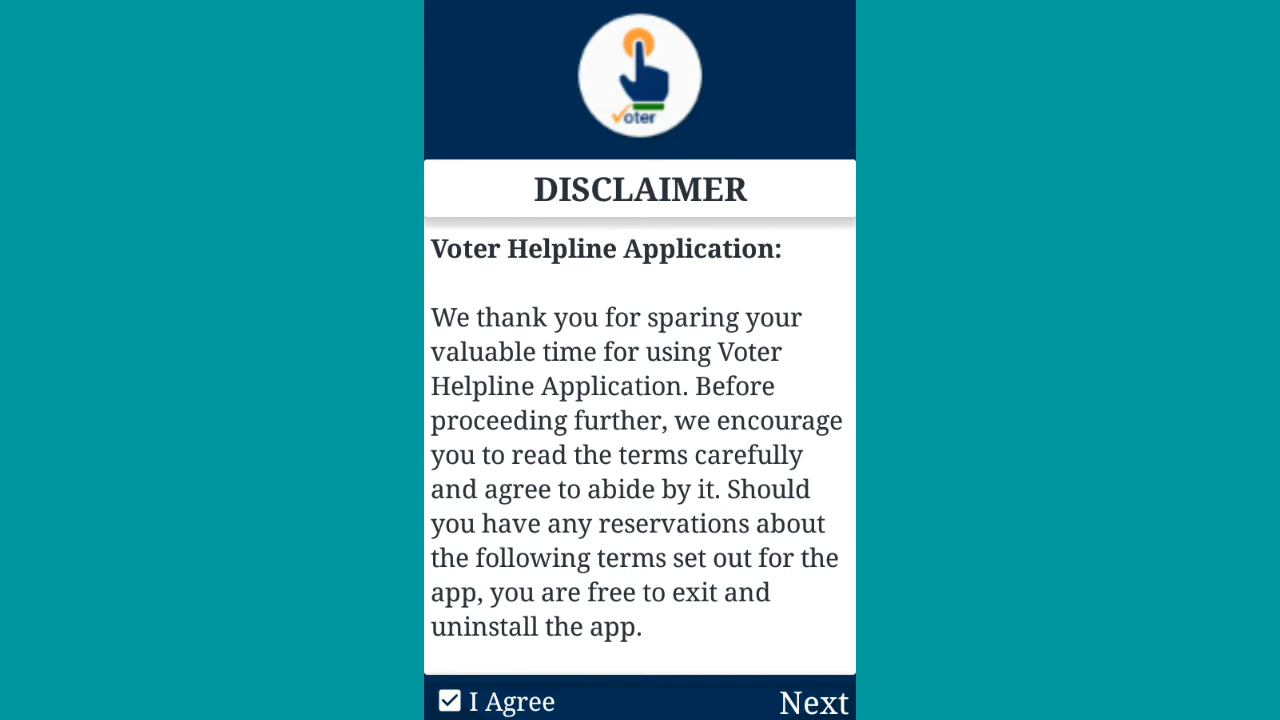 Voter
DISCLAIMER
Voter Helpline Application:
We thank you for sparing your
valuable time for using Voter
Helpline Application. Before
proceeding further, we encourage
you to read the terms carefully
and agree to abide by it. Should
you have any reservations about
the following terms set out for the
app, you are free to exit and
uninstall the app.
I Agree
Next